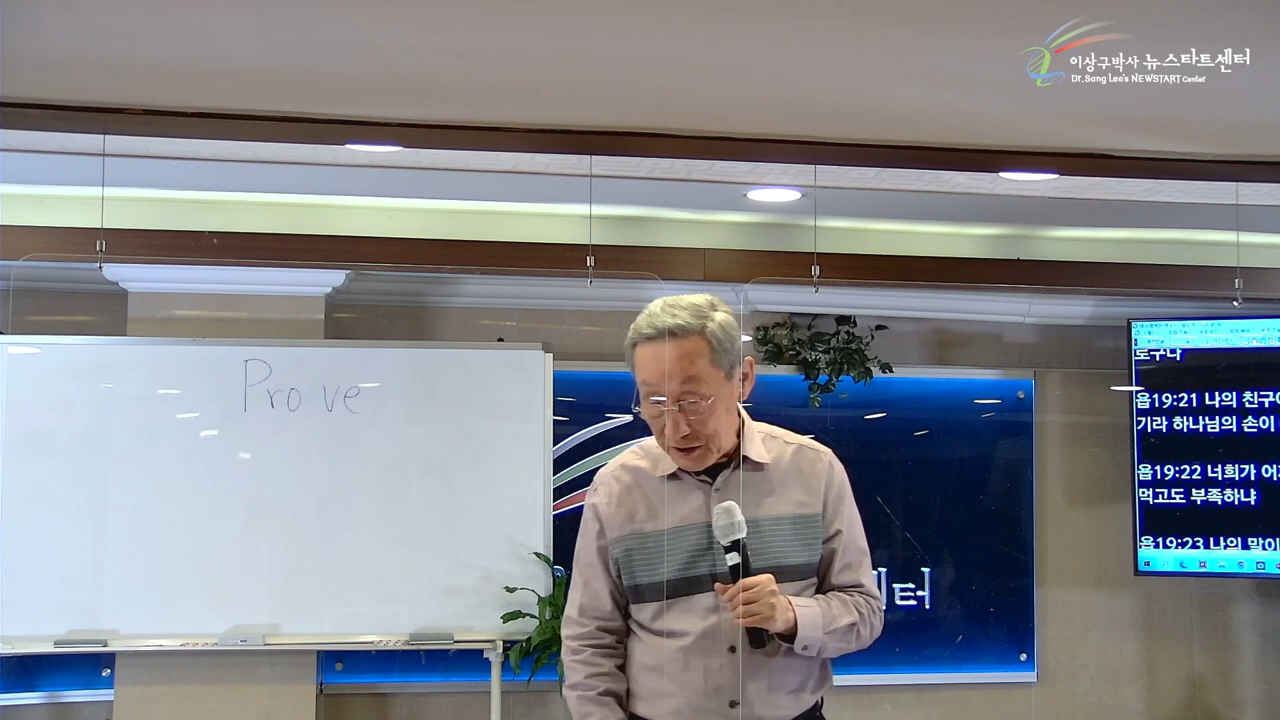 이상구박사 뉴스타트센터
Dr. Sang Lee's NEWSTART Center
Prove
도구나
욥19:21 나의 친구야
기라 하나님의 손이
욥19:22 너희가 어찌
먹고도 부족하냐
욥19:23 나의 말이
센터